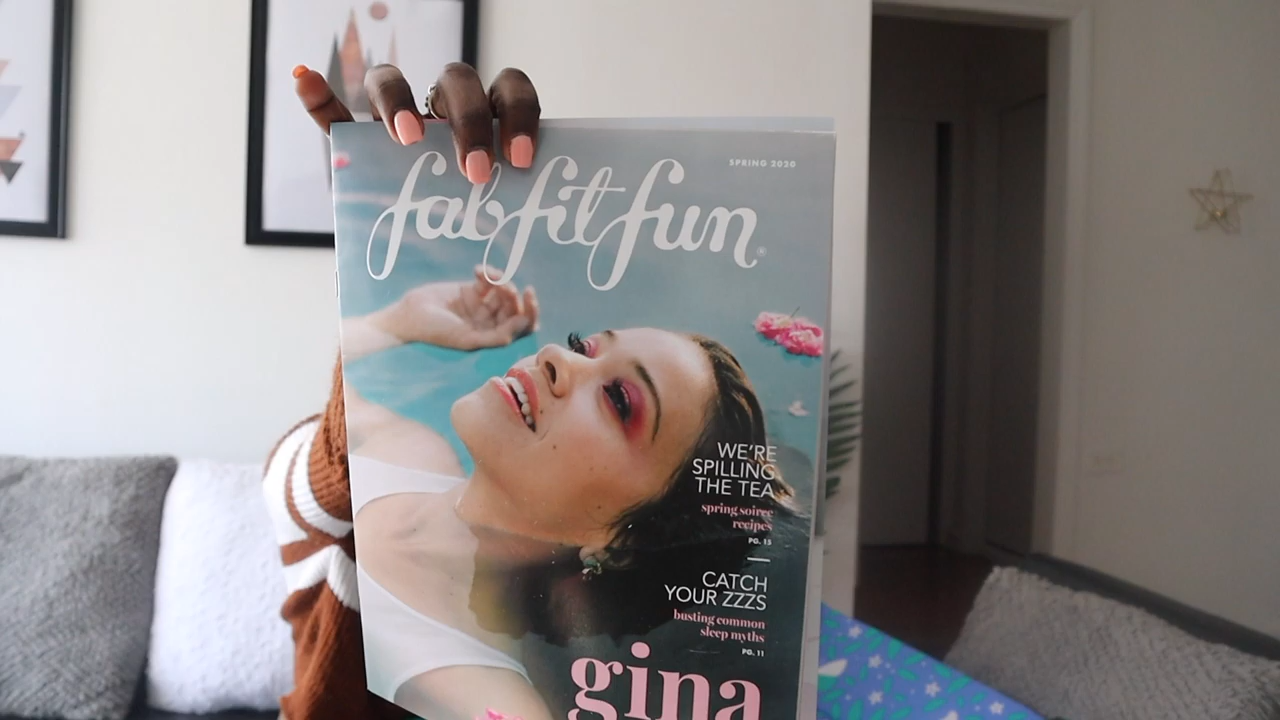 SPRING 2020
fabfitfun®
WE'RE
SPILLING
THE TEA
spring soiree
recipes
PG. 15
CATCH
YOUR ZZZS
busting common
sleep myths
PG. 11
gina